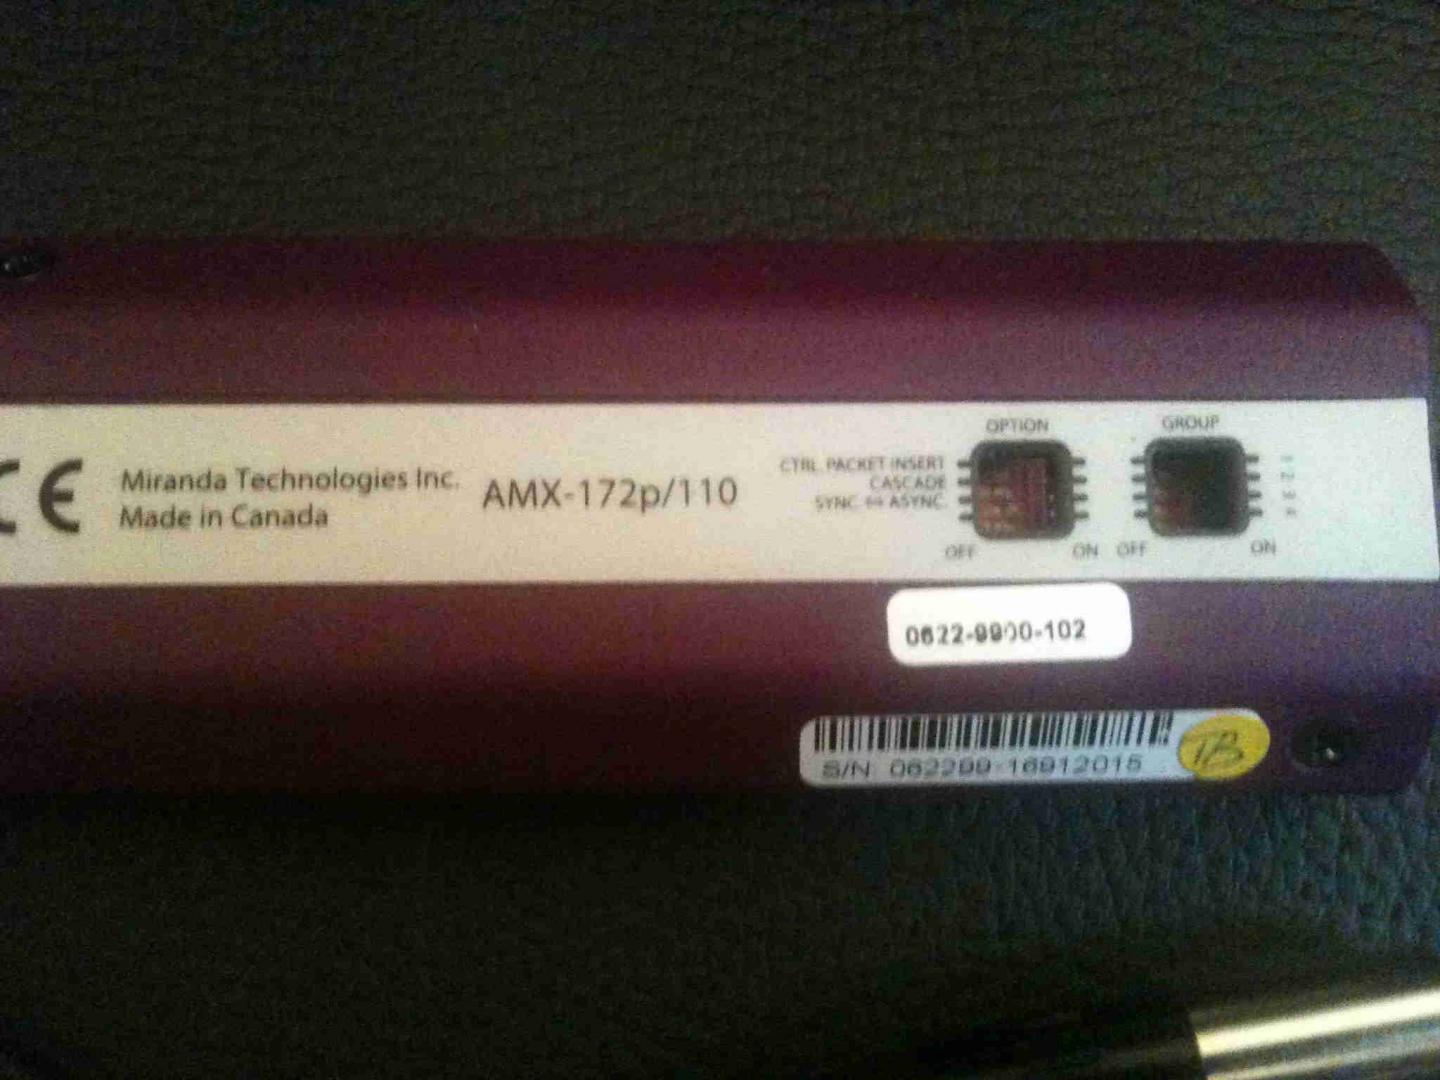 CE
Miranda Technologies Inc.
Made in Canada
AMX-172p/110
OPTION
CTRL PACKET INSERT
CASCADE
SYNC ⇔ ASYNC.
OFF
ON
GROUP
1
2
3
4
OFF
ON
0622-9900-102
S/N: 062299-16912015
TB